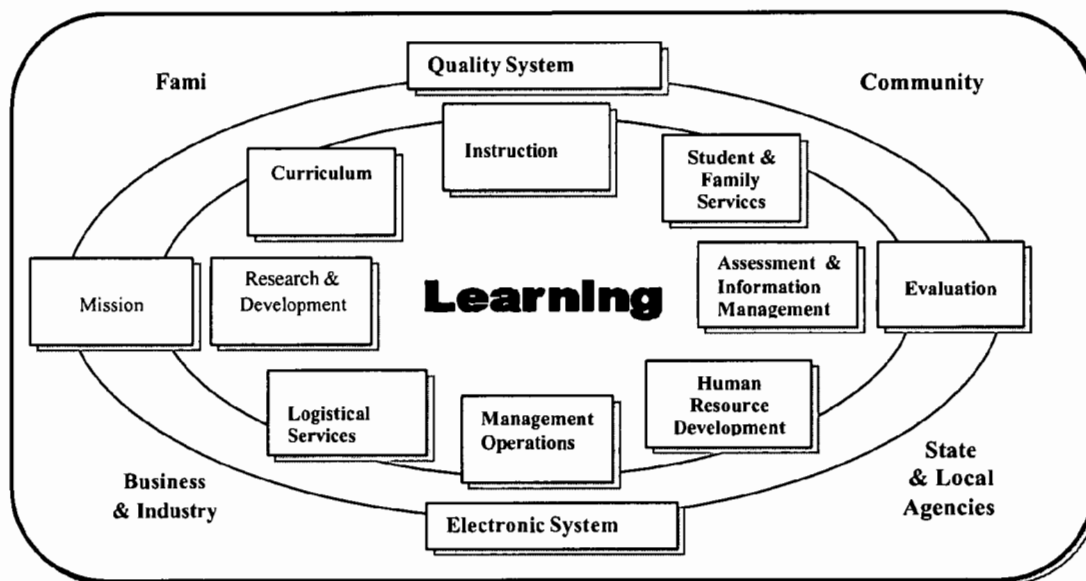 Fami
Quality System
Community
Curriculum
Instruction
Student &
Family
Services
Mission
Research &
Development
Learning
Assessment &
Information
Management
Evaluation
Logistical
Services
Management
Operations
Human
Resource
Development
Business
& Industry
Electronic System
State
& Local
Agencies